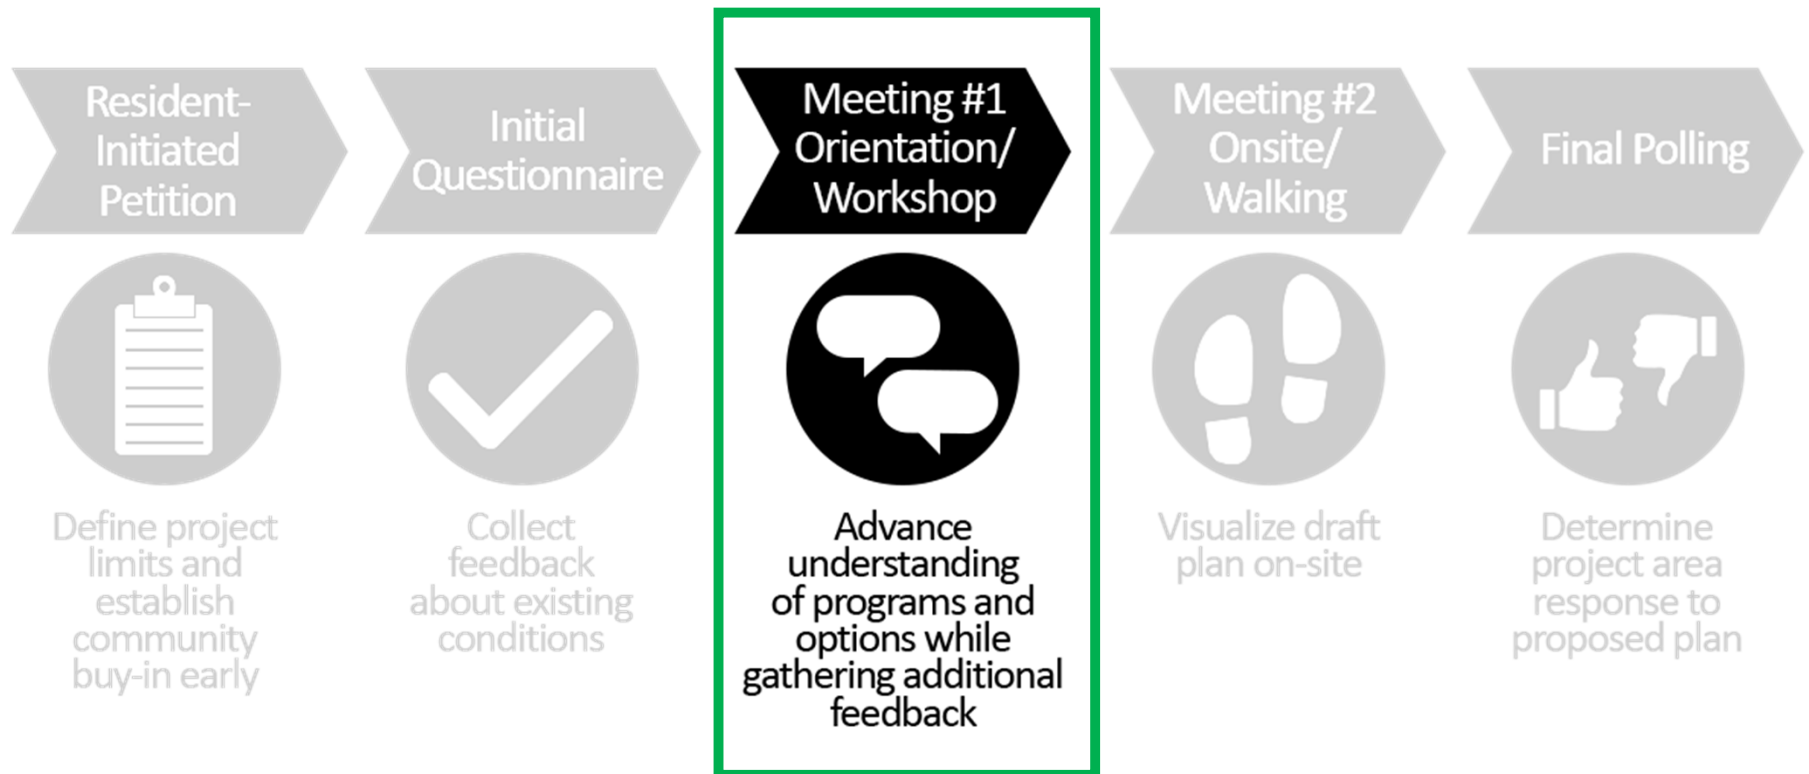 Resident-
Initiated
Petition
Initial
Questionnaire
Meeting #1
Orientation/
Workshop
Meeting #2
Onsite/
Walking
Final Polling
Define project
limits and
establish
community
buy-in early
Collect
feedback
about existing
conditions
Advance
understanding
of programs and
options while
gathering additional
feedback
Visualize draft
plan on-site
Determine
project area
response to
proposed plan